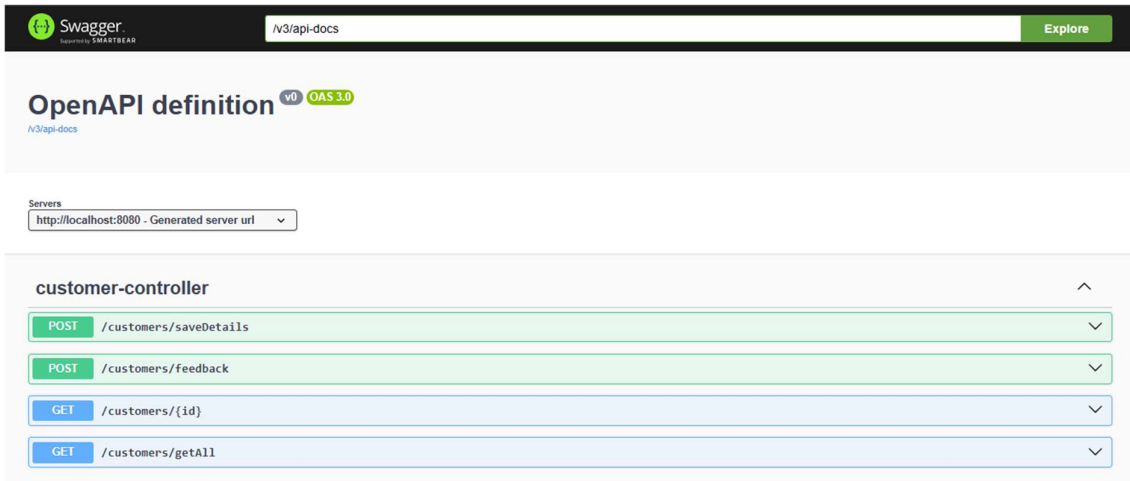 Swagger.
Supported by SMARTBEAR
/v3/api-docs
Explore
OpenAPI definition v0 OAS 3.0
/v3/api-docs
Servers
http://localhost:8080 - Generated server url
customer-controller
POST /customers/saveDetails
POST /customers/feedback
GET /customers/{id}
GET /customers/getAll